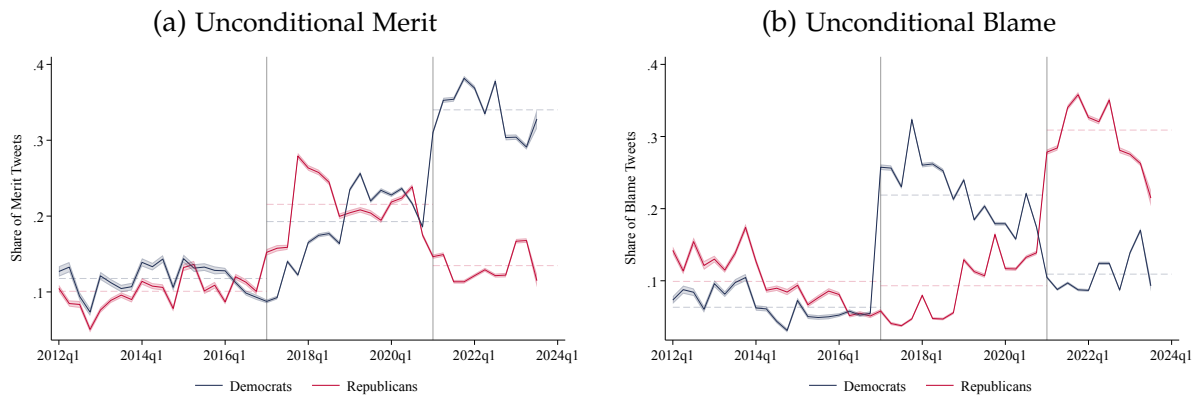 (a) Unconditional Merit
Share of Merit Tweets
.4
.3
.2
.1
2012q1 2014q1 2016q1 2018q1 2020q1 2022q1 2024q1
Democrats Republicans
(b) Unconditional Blame
Share of Blame Tweets
.4
.3
.2
.1
2012q1 2014q1 2016q1 2018q1 2020q1 2022q1 2024q1
Democrats Republicans